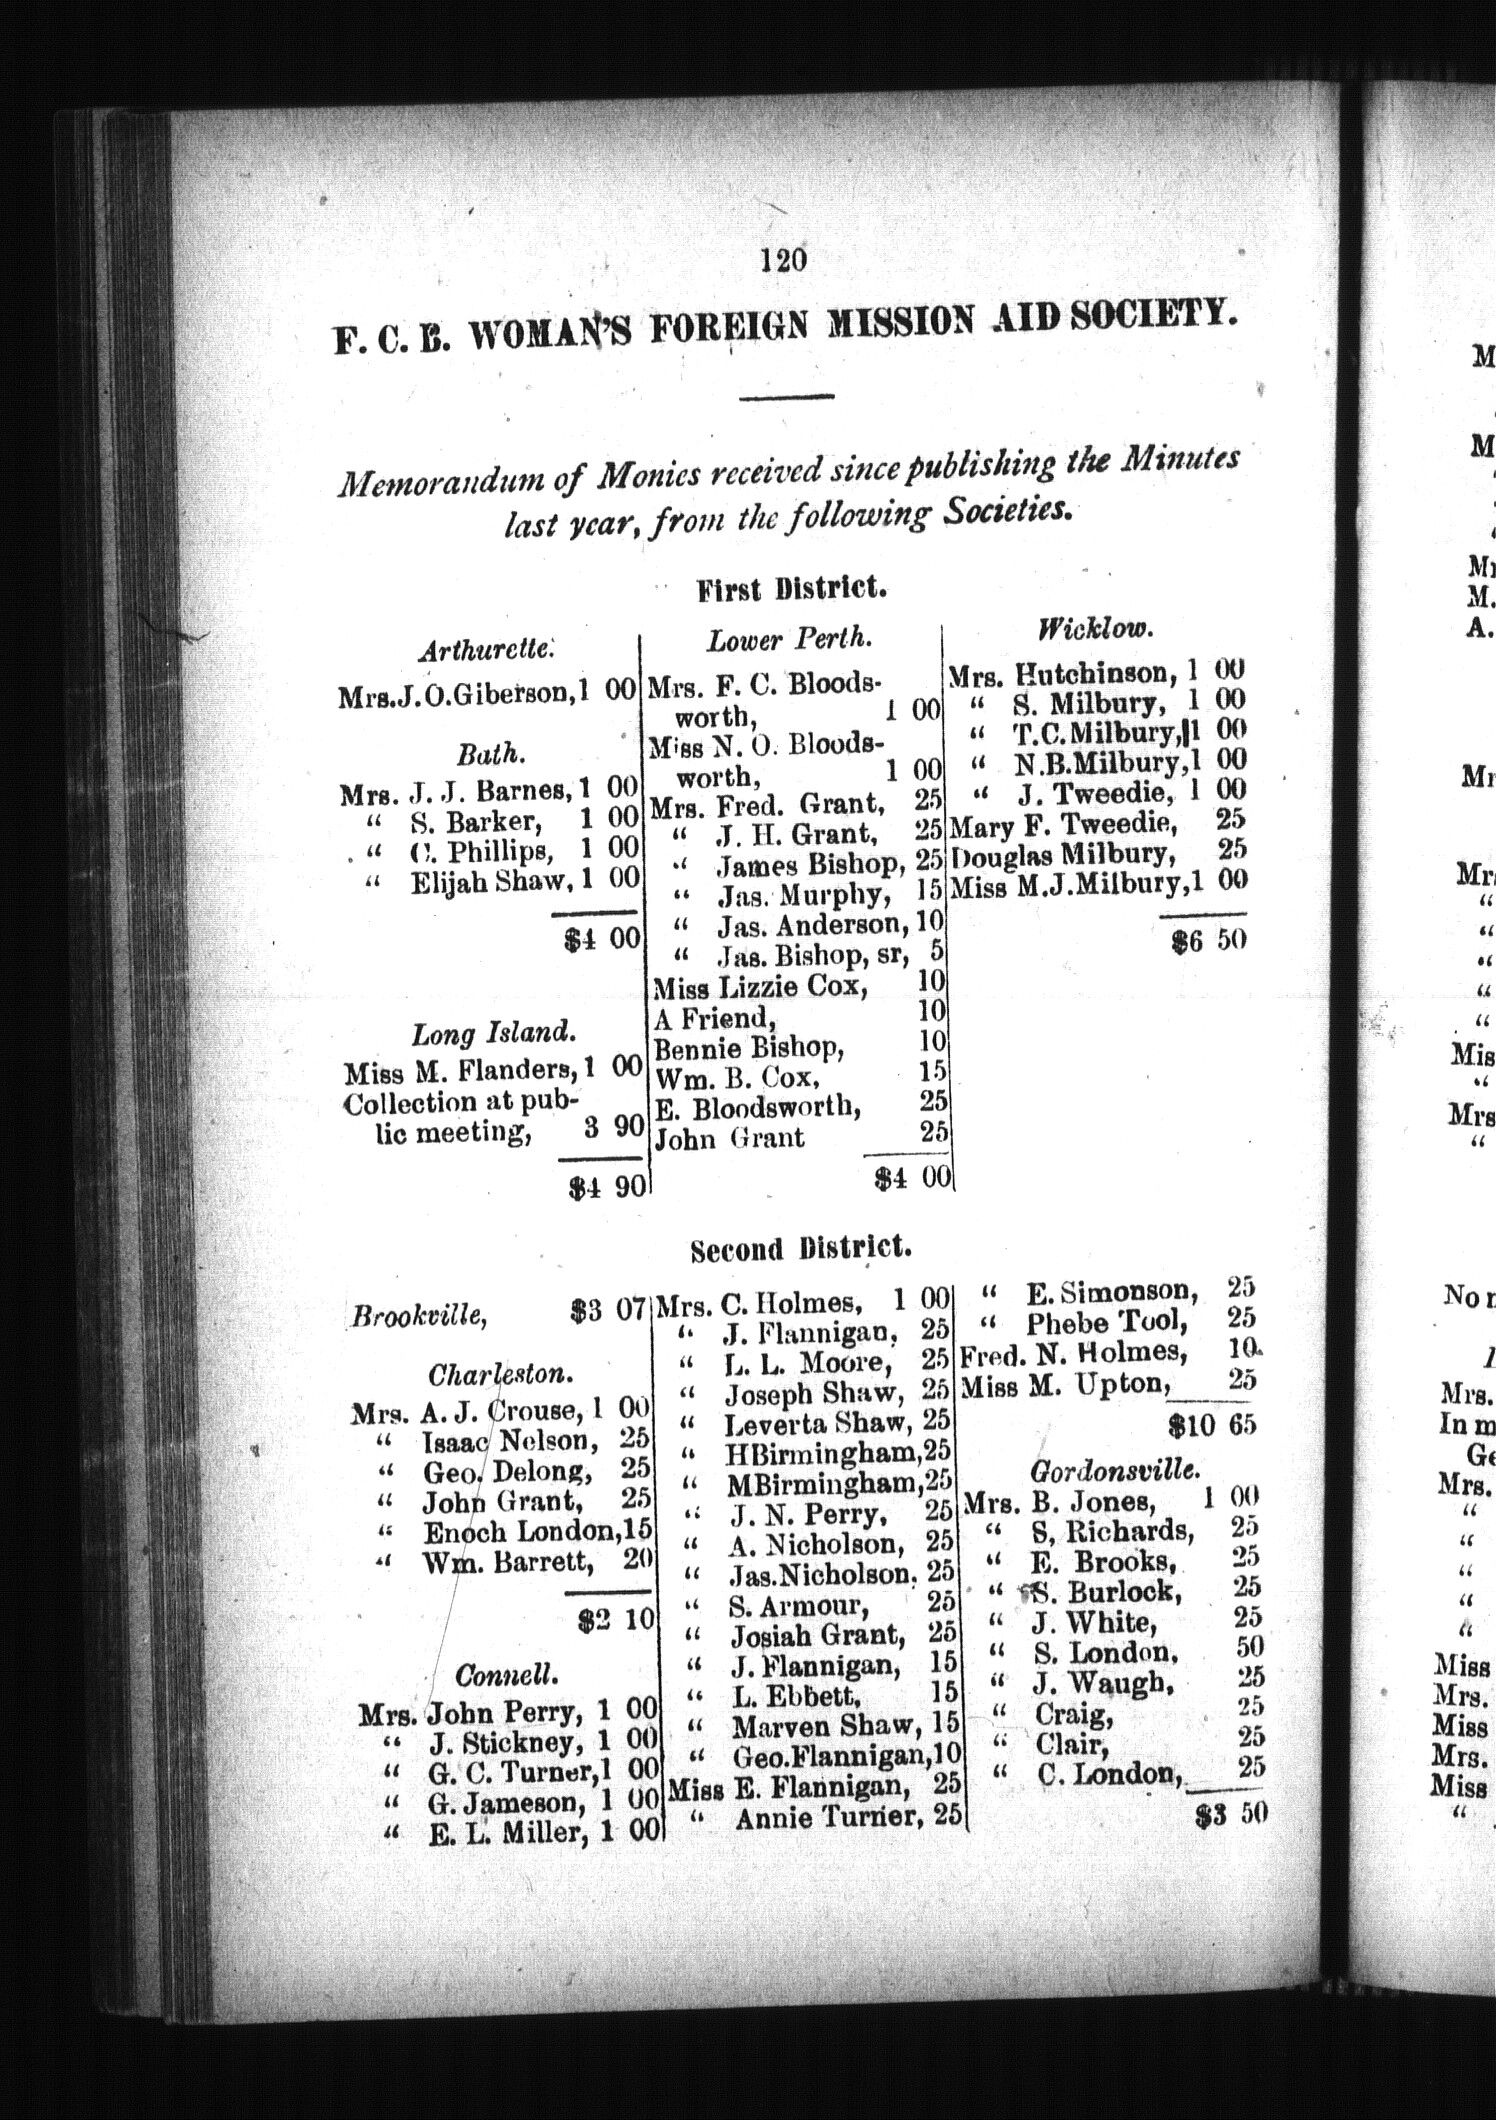 120
F. C. B. WOMAN'S FOREIGN MISSION AID SOCIETY.
Memorandum of Monies received since publishing the Minutes
last year, from the following Societies.
First District.
Arthurette.
Mrs.J.O.Giberson,1 00
Bath.
Mrs. J. J. Barnes, 1 00
" S. Barker, 1 00
" C. Phillips, 1 00
" Elijah Shaw, 1 00
$4 00
Long Island.
Miss M. Flanders, 1 00
Collection at pub-
lic meeting, 3 90
$4 90
Lower Perth.
Mrs. F. C. Bloods-
worth, 1 00
Miss N. O. Bloods-
worth, 1 00
Mrs. Fred. Grant, 25
" J. H. Grant, 25
" James Bishop, 25
" Jas. Murphy, 15
" Jas. Anderson, 10
" Jas. Bishop, sr, 5
Miss Lizzie Cox, 10
A Friend, 10
Bennie Bishop, 10
Wm. B. Cox, 15
E. Bloodsworth, 25
John Grant 25
$4 00
Wicklow.
Mrs. Hutchinson, 1 00
" S. Milbury, 1 00
" T.C.Milbury, 1 00
" N.B.Milbury,1 00
" J. Tweedie, 1 00
Mary F. Tweedie, 25
Douglas Milbury, 25
Miss M.J.Milbury,1 00
$6 50
Second District.
Brookville, $3 07
Charleston.
Mrs. A. J. Crouse, 1 00
" Isaac Nelson, 25
" Geo. Delong, 25
" John Grant, 25
" Enoch London,15
" Wm. Barrett, 20
$2 10
Connell.
Mrs. John Perry, 1 00
" J. Stickney, 1 00
" G. C. Turner,1 00
" G. Jameson, 1 00
" E. L. Miller, 1 00
Mrs. C. Holmes, 1 00
" J. Flannigan, 25
" L. L. Moore, 25
" Joseph Shaw, 25
" Leverta Shaw, 25
" HBirmingham,25
" MBirmingham,25
" J. N. Perry, 25
" A. Nicholson, 25
" Jas.Nicholson, 25
" S. Armour, 25
" Josiah Grant, 25
" J. Flannigan, 15
" L. Ebbett, 15
" Marven Shaw, 15
" Geo.Flannigan,10
Miss E. Flannigan, 25
" Annie Turner, 25
" E. Simonson, 25
" Phebe Tool, 25
Fred. N. Holmes, 10
Miss M. Upton, 25
$10 65
Gordonsville.
Mrs. B. Jones, 1 00
" S, Richards, 25
" E. Brooks, 25
" S. Burlock, 25
" J. White, 25
" S. London, 50
" J. Waugh, 25
" Craig, 25
" Clair, 25
" C. London, 25
$3 50
M
M
M.
A.
Mrs.
Mrs.
Miss
Mrs.
Miss
Mrs.
Miss